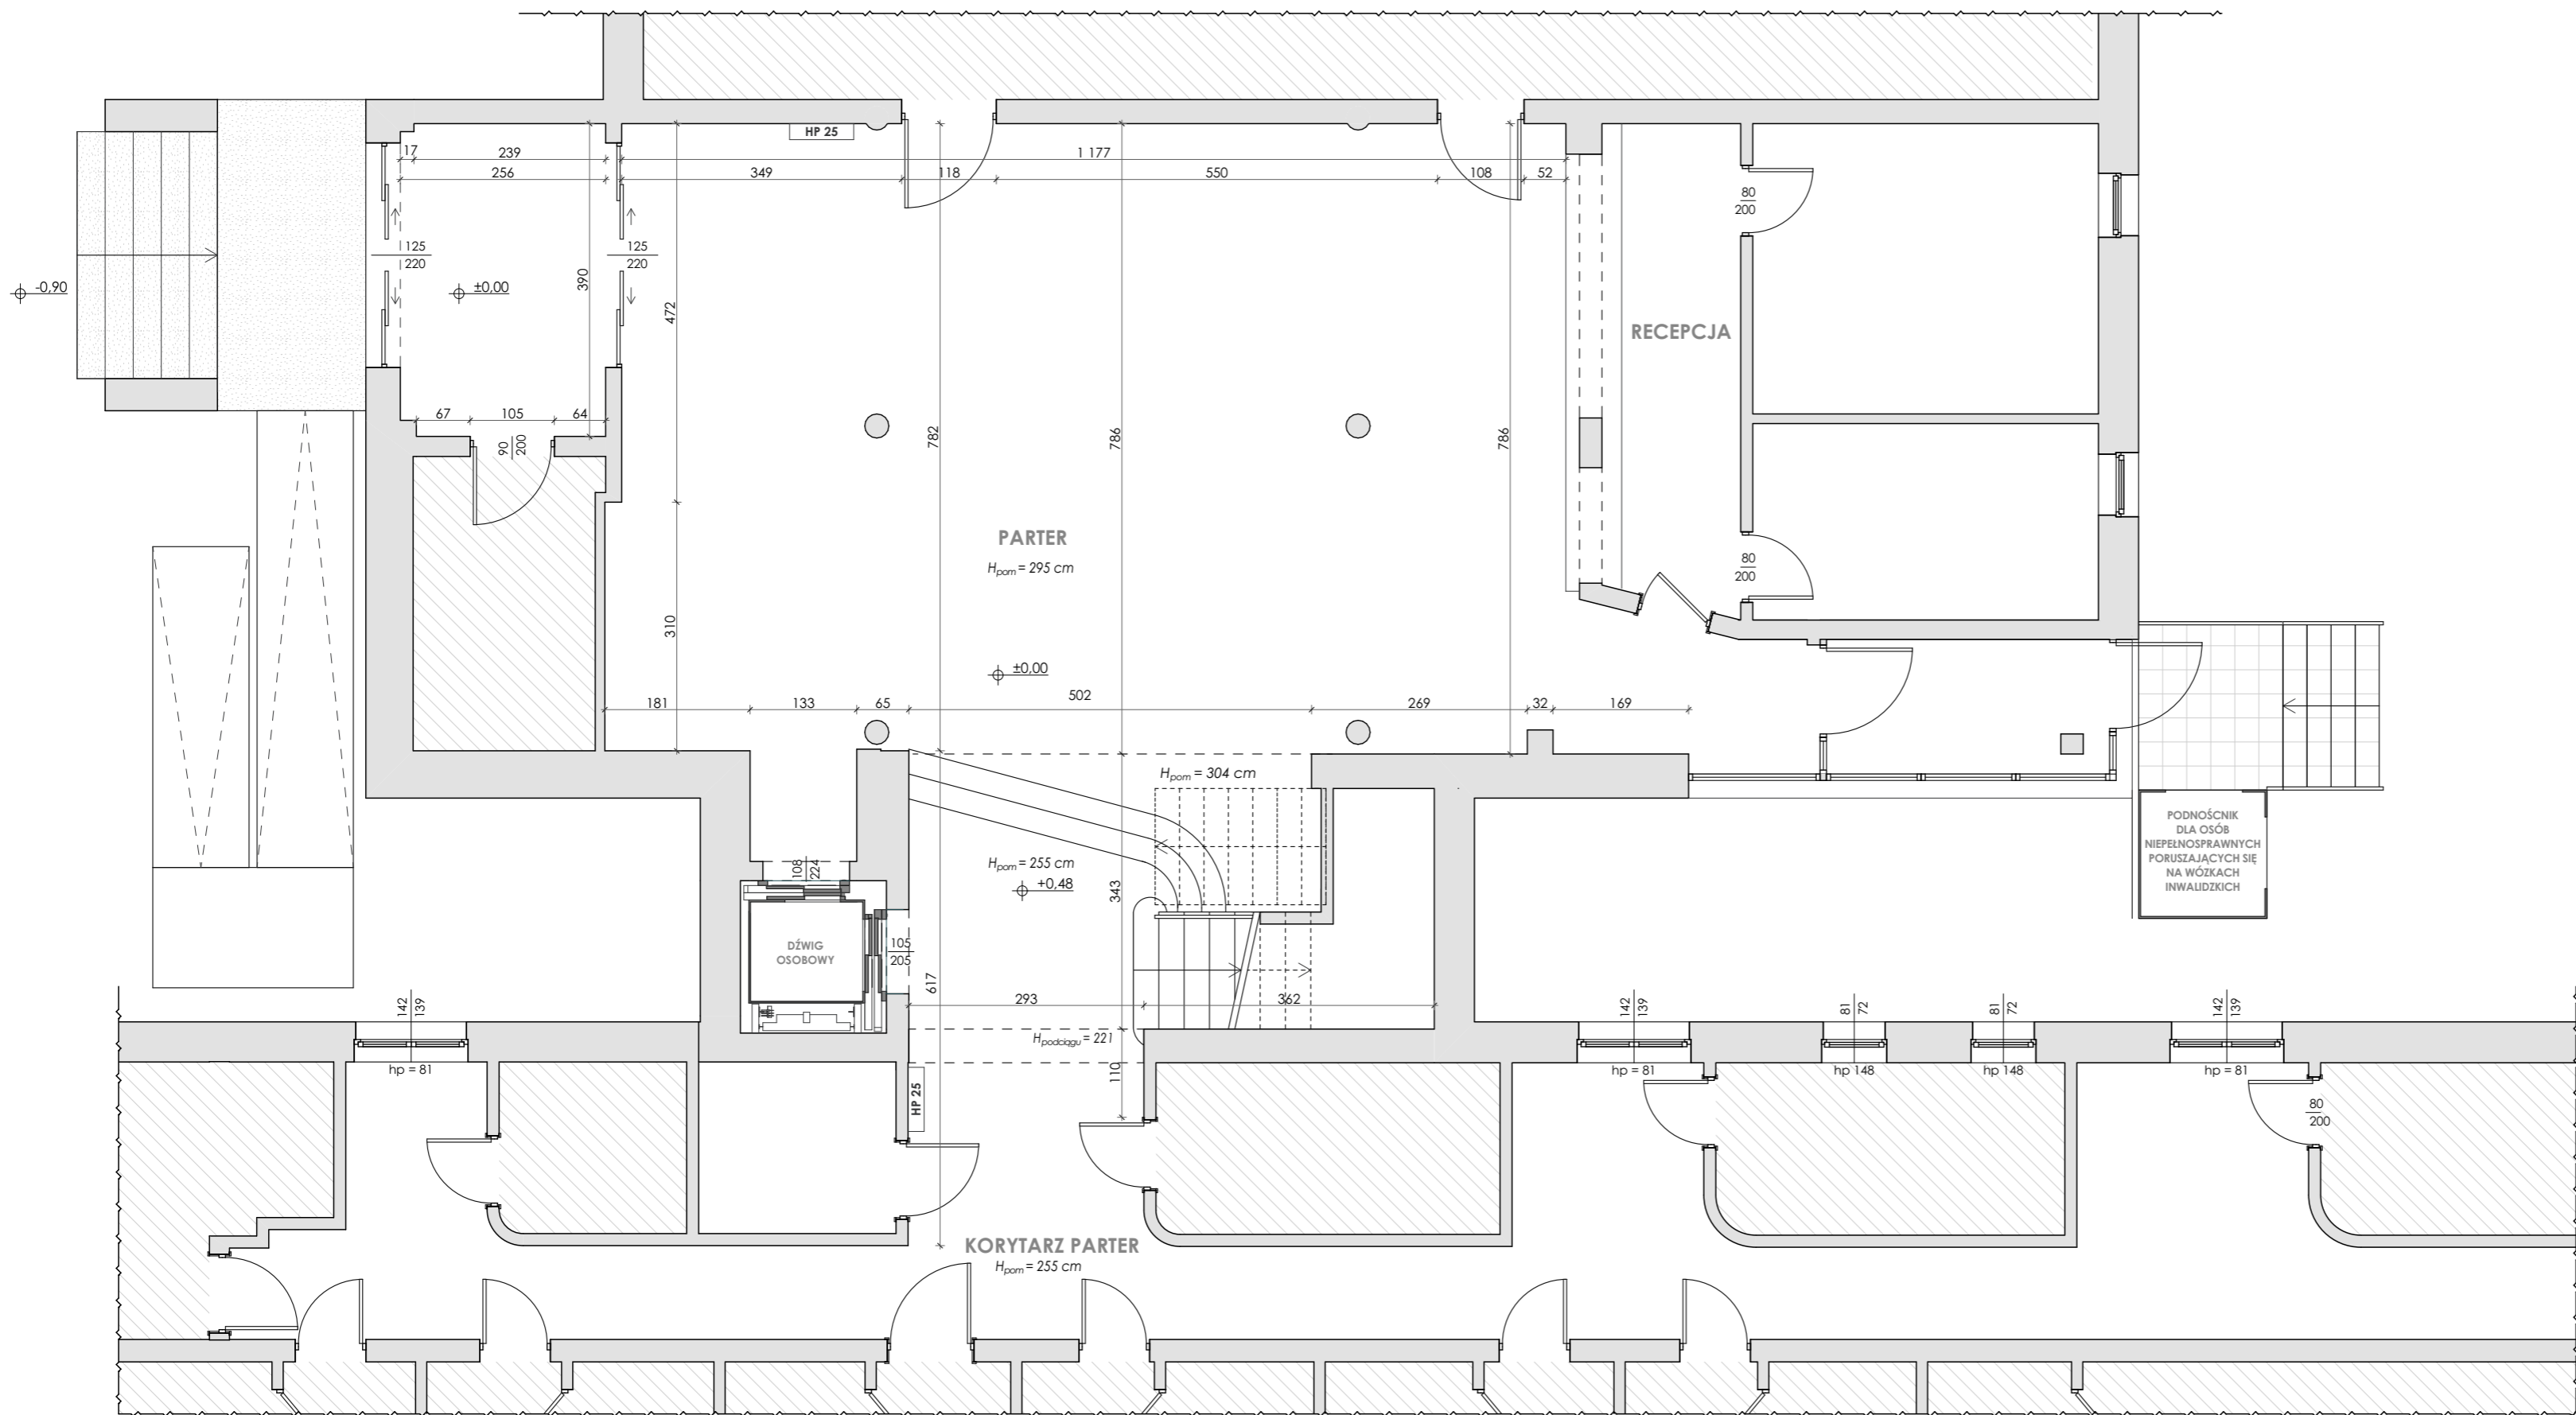 HP 25
17
239
1 177
256
349
118
550
108
52
80
200
125
220
125
220
-0,90
±0,00
390
472
RECEPCJA
67
105
64
90
200
782
786
786
PARTER
Hpom = 295 cm
80
200
310
±0,00
181
133
65
502
269
32
169
Hpom = 304 cm
108
224
Hpom = 255 cm
+0,48
343
PODNOŚCNIK
DLA OSÓB
NIEPEŁNOSPRAWNYCH
PORUSZAJĄCYCH SIĘ
NA WÓZKACH
INWALIDZKICH
DŹWIG
OSOBOWY
105
205
617
293
362
142
139
142
139
81
72
81
72
142
139
Hpodciągu = 221
hp = 81
110
hp = 81
hp 148
hp 148
hp = 81
HP 25
80
200
KORYTARZ PARTER
Hpom = 255 cm